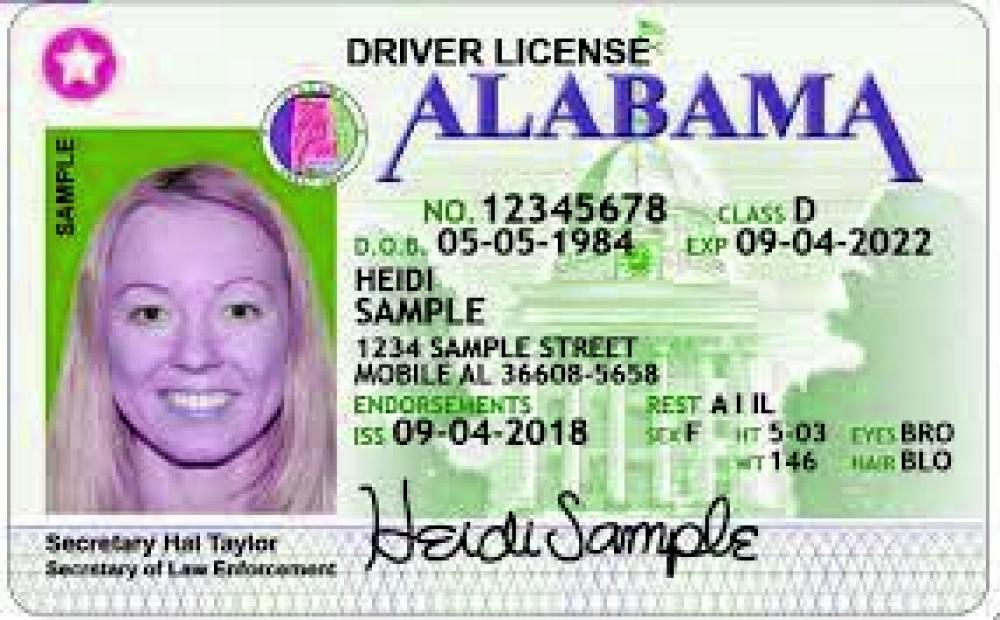 DRIVER LICENSE
ALABAMA
SAMPLE
NO. 12345678 CLASS D
D.O.B. 05-05-1984 EXP 09-04-2022
HEIDI
SAMPLE
1234 SAMPLE STREET
MOBILE AL 36608-5658
ENDORSEMENTS REST A I IL
ISS 09-04-2018 SEX F HT 5-03 EYES BRO
WT 146 HAIR BLO
Heidi Sample
Secretary Hal Taylor
Secretary of Law Enforcement